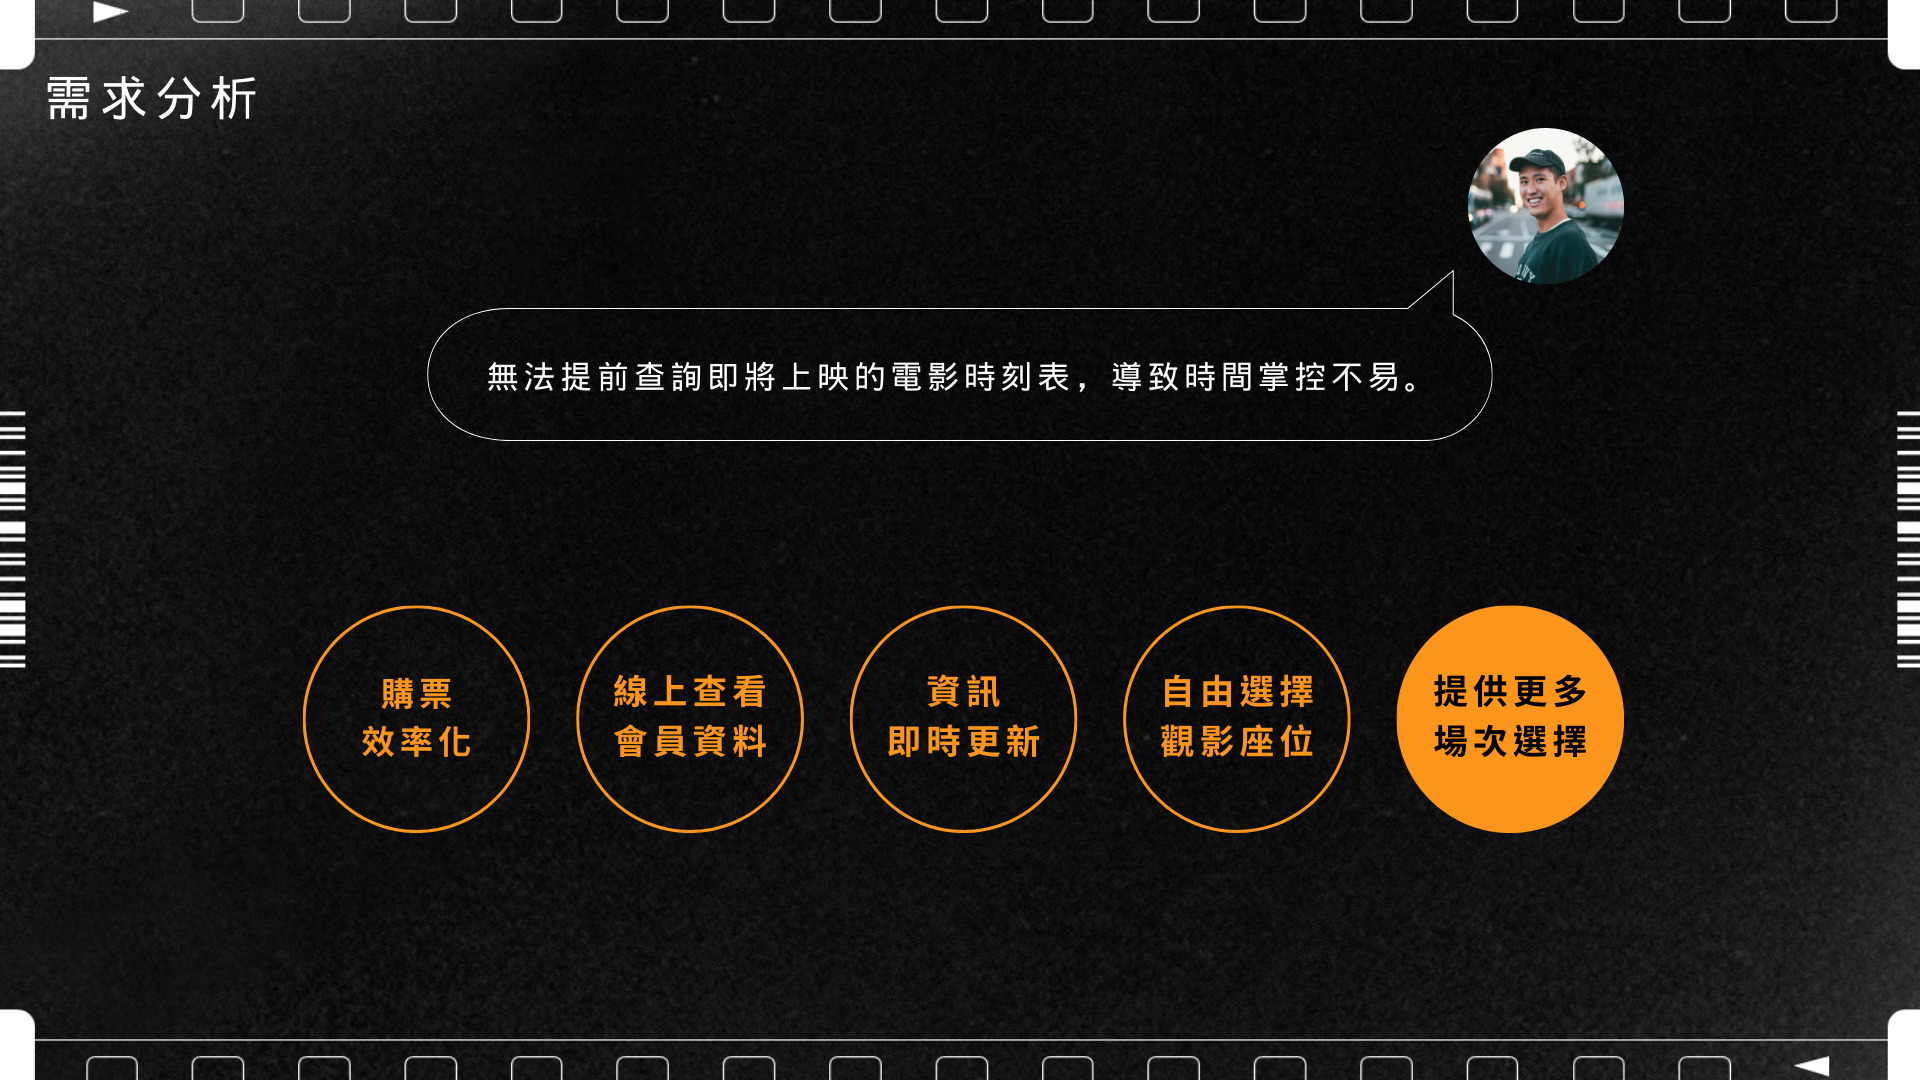 需求分析
無法提前查詢即將上映的電影時刻表，導致時間掌控不易。
購票
效率化
線上查看
會員資料
資訊
即時更新
自由選擇
觀影座位
提供更多
場次選擇